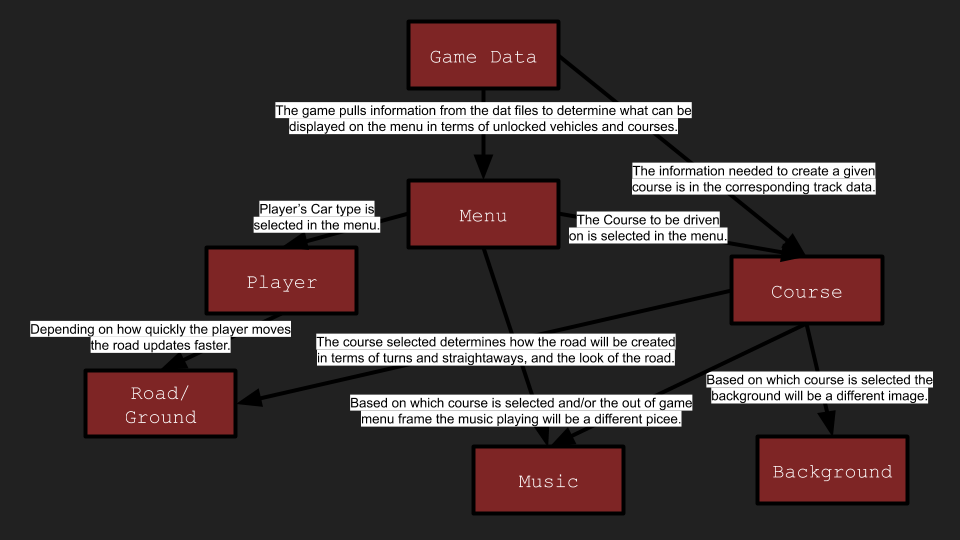 Game Data
The game pulls information from the dat files to determine what can be
displayed on the menu in terms of unlocked vehicles and courses.
The information needed to create a given
course is in the corresponding track data.
Menu
Player's Car type is
selected in the menu.
The Course to be driven
on is selected in the menu.
Player
Course
Depending on how quickly the player moves
the road updates faster.
The course selected determines how the road will be created
in terms of turns and straightaways, and the look of the road.
Road/
Ground
Based on which course is selected the
background will be a different image.
Based on which course is selected and/or the out of game
menu frame the music playing will be a different picee.
Music
Background